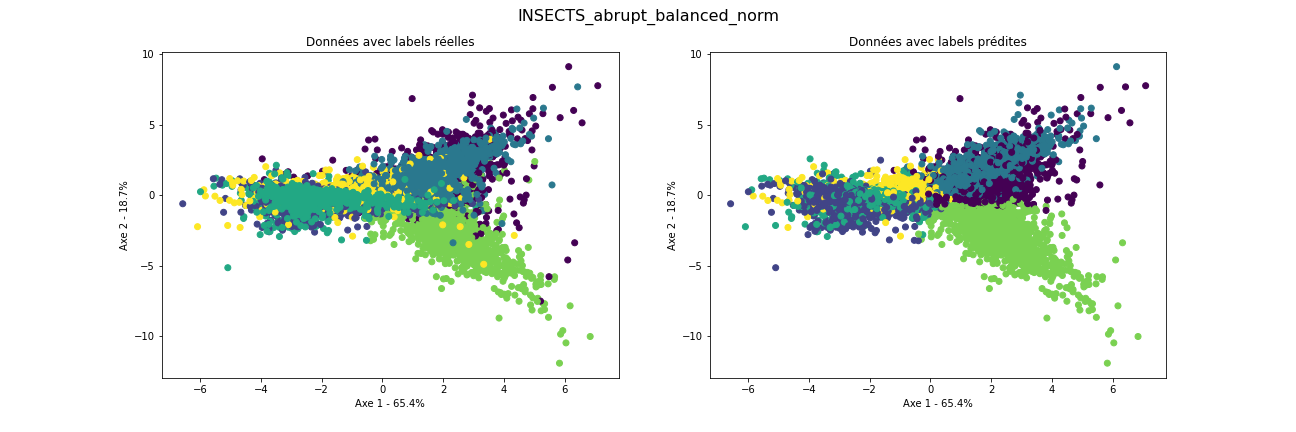 INSECTS_abrupt_balanced_norm
Données avec labels réelles
Données avec labels prédites
10
5
0
−5
−10
Axe 2 - 18.7%
−6 −4 −2 0 2 4 6
Axe 1 - 65.4%
10
5
0
−5
−10
Axe 2 - 18.7%
−6 −4 −2 0 2 4 6
Axe 1 - 65.4%